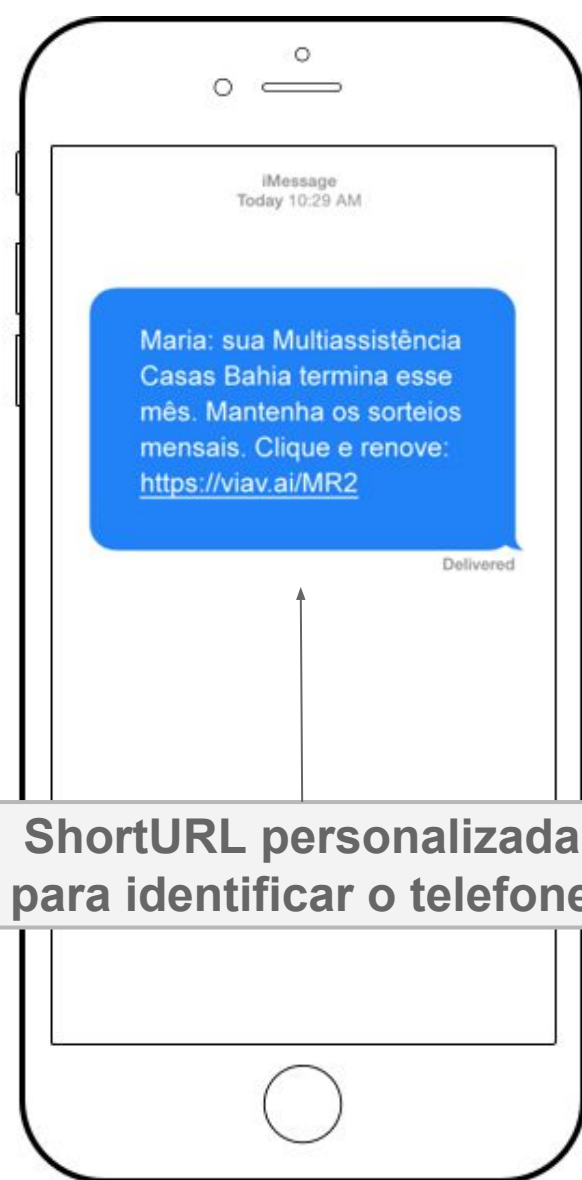 iMessage
Today 10:29 AM
Maria: sua Multiassistência
Casas Bahia termina esse
mês. Mantenha os sorteios
mensais. Clique e renove:
https://viav.ai/MR2
Delivered
ShortURL personalizada
para identificar o telefone